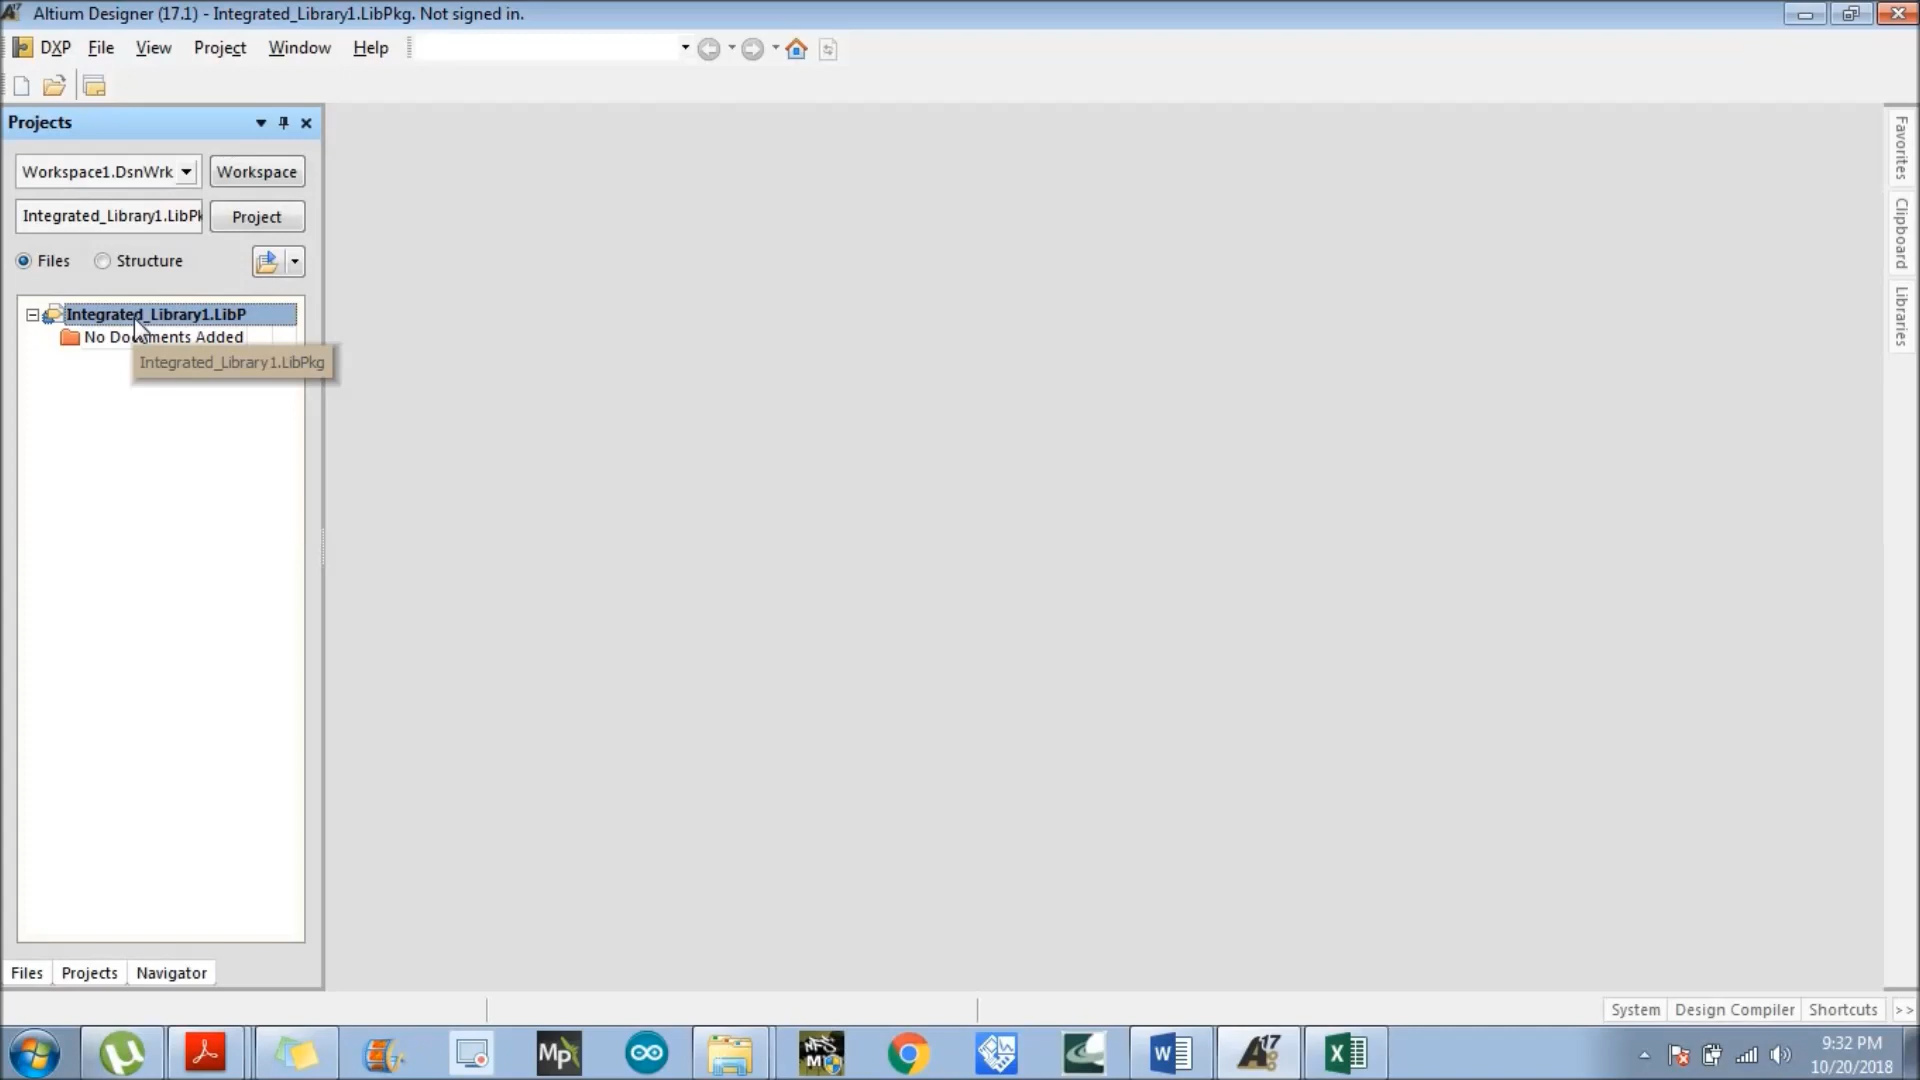 Altium Designer (17.1) - Integrated_Library1.LibPkg. Not signed in.
DXP File View Project Window Help
Projects
Workspace1.DsnWrk Workspace
Integrated_Library1.LibPk Project
Files Structure
Integrated_Library1.LibP
No Documents Added
Integrated_Library1.LibPkg
Files Projects Navigator
Favorites
Clipboard
Libraries
System Design Compiler Shortcuts >>
9:32 PM
10/20/2018